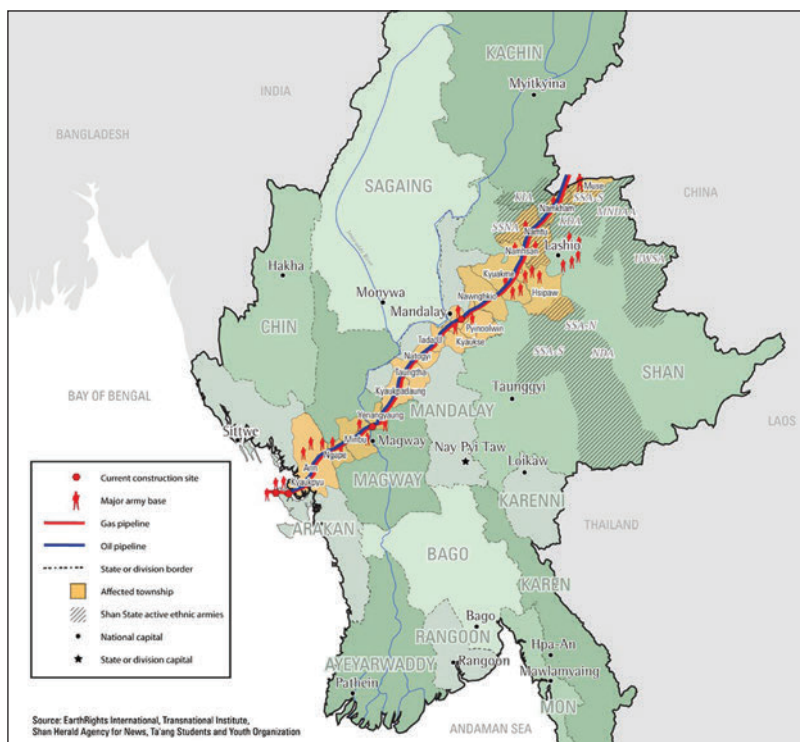 KACHIN
Myitkyina
INDIA
BANGLADESH
SAGAING
CHINA
Muse
SSA-S
KIA
Namkham
MNDAA
KIA
SSNA
Namtu
Lashio
Namhsan
UWSA
Hakha
Kyaukme
Monywa
Nawnghkio
Hsipaw
Mandalay
CHIN
Pyinoolwin
SSA-N
Tadadil
Kyaukse
Natogyi
SSA-S
NDA
Taungtha
SHAN
Kyaukpadaung
Taunggyi
BAY OF BENGAL
MANDALAY
LAOS
Yenangyaung
Sittwe
Minbu
Magway
Ngape
Nay Pyi Taw
Ann
Loikaw
MAGWAY
Kyaukpyu
KARENNI
ARAKAN
THAILAND
BAGO
KAREN
Bago
RANGOON
Hpa-An
AYEYARWADDY
Rangoon
Mawlamyaing
Pathein
MON
ANDAMAN SEA
Current construction site
Major army base
Gas pipeline
Oil pipeline
State or division border
Affected township
Shan State active ethnic armies
National capital
State or division capital
Source: EarthRights International, Transnational Institute,
Shan Herald Agency for News, Ta'ang Students and Youth Organization